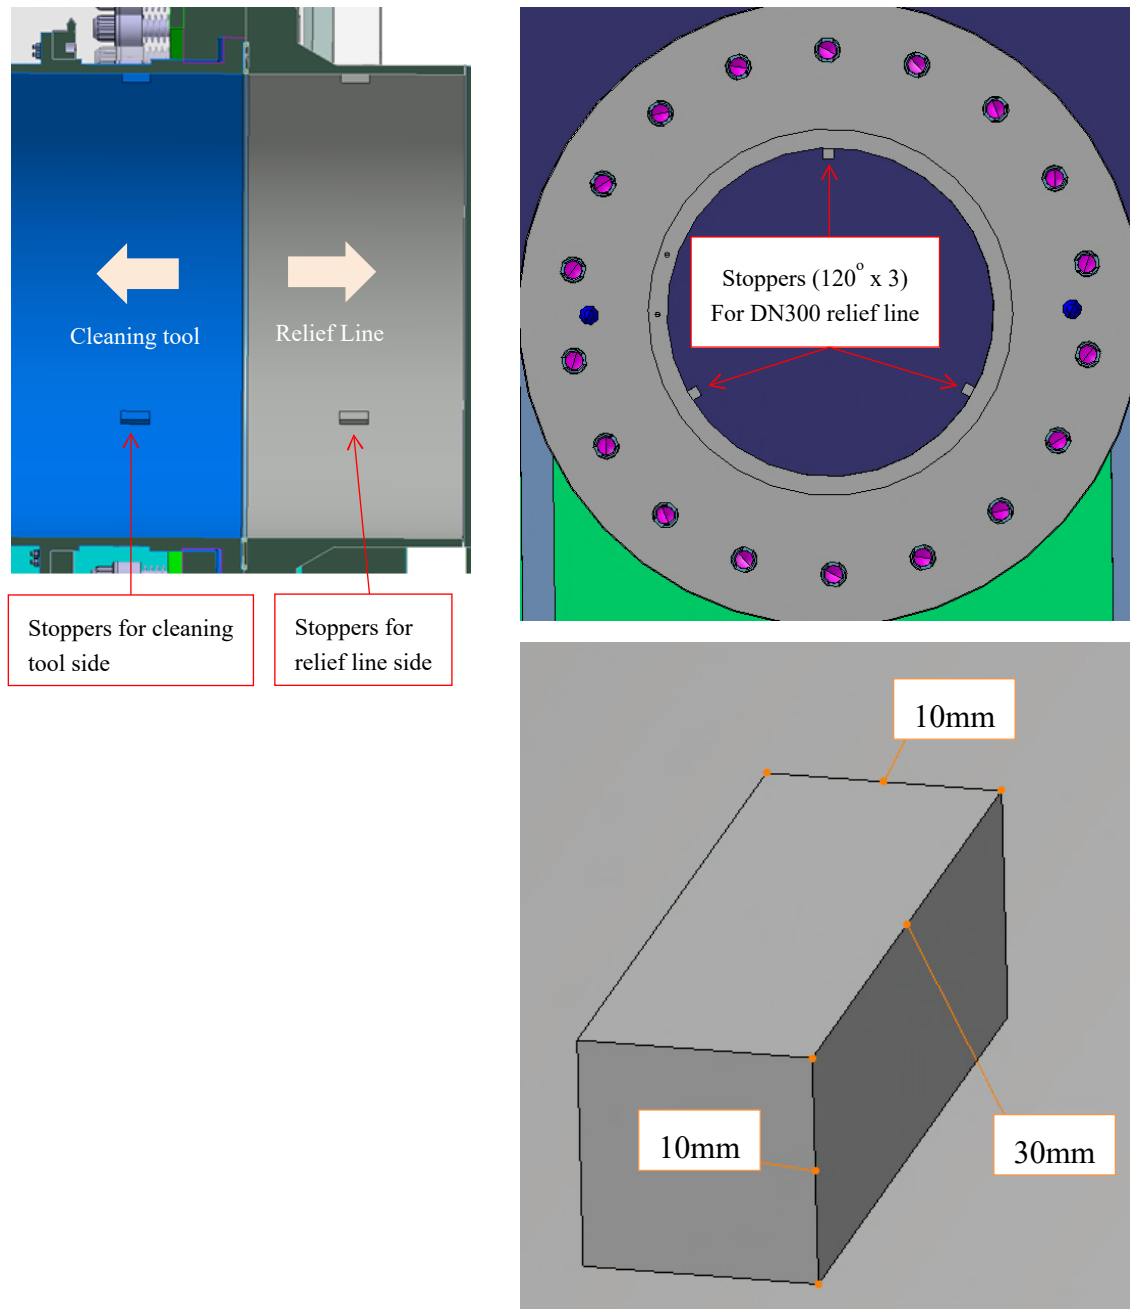 Cleaning tool
Relief Line
Stoppers for cleaning
tool side
Stoppers for
relief line side
Stoppers (120° x 3)
For DN300 relief line
10mm
10mm
30mm